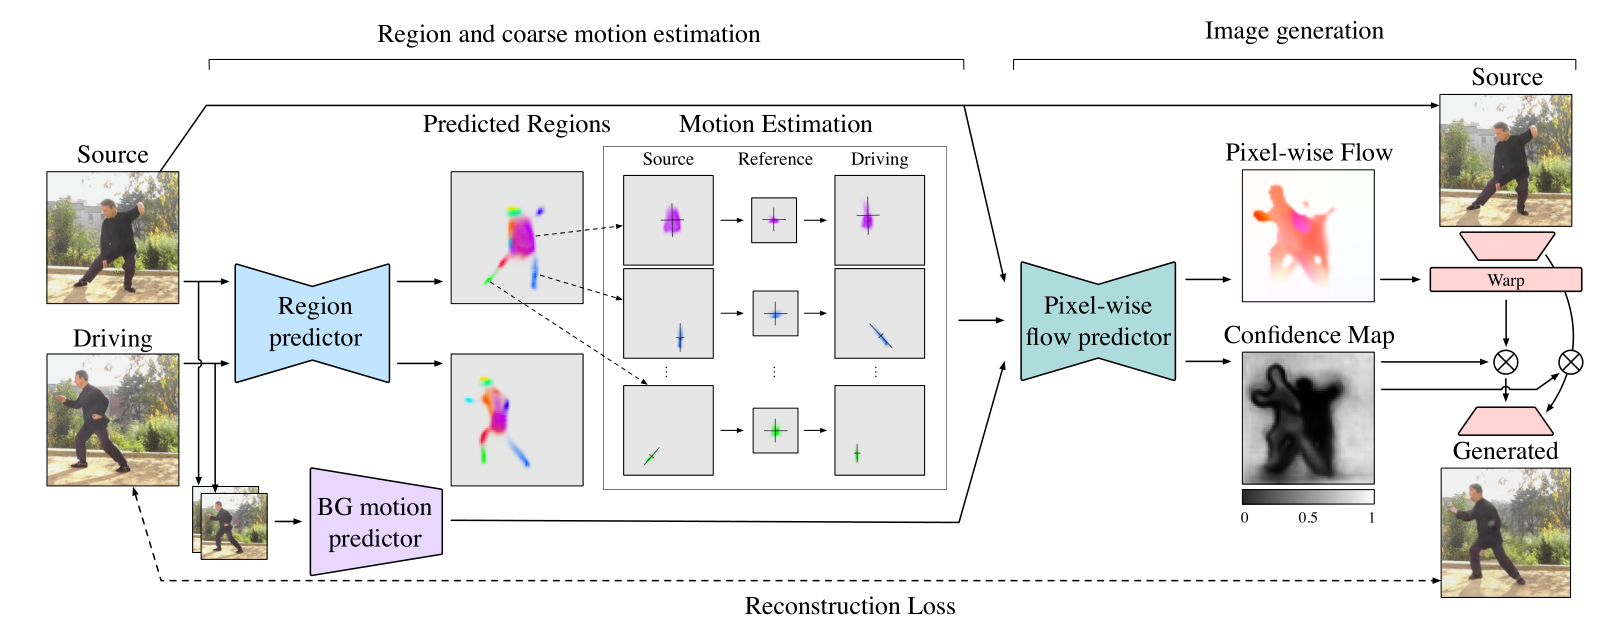 Region and coarse motion estimation
Image generation
Source
Predicted Regions
Motion Estimation
Source
Source
Reference
Driving
Pixel-wise Flow
Warp
Region
predictor
Pixel-wise
flow predictor
Driving
Confidence Map
Generated
BG motion
predictor
0
0.5
1
Reconstruction Loss